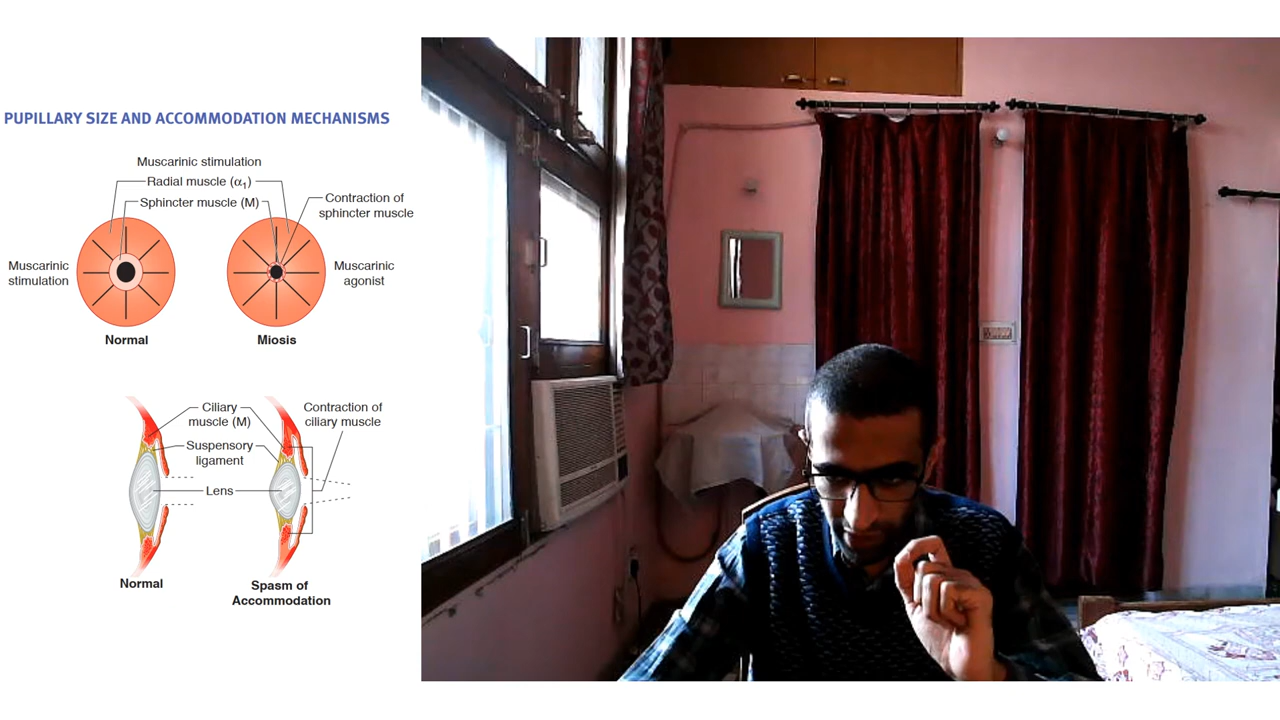 PUPILLARY SIZE AND ACCOMMODATION MECHANISMS
Muscarinic stimulation
Radial muscle (α1)
Sphincter muscle (M)
Contraction of
sphincter muscle
Muscarinic
stimulation
Muscarinic
agonist
Normal
Miosis
Ciliary
muscle (M)
Contraction of
ciliary muscle
Suspensory
ligament
Lens
Normal
Spasm of
Accommodation